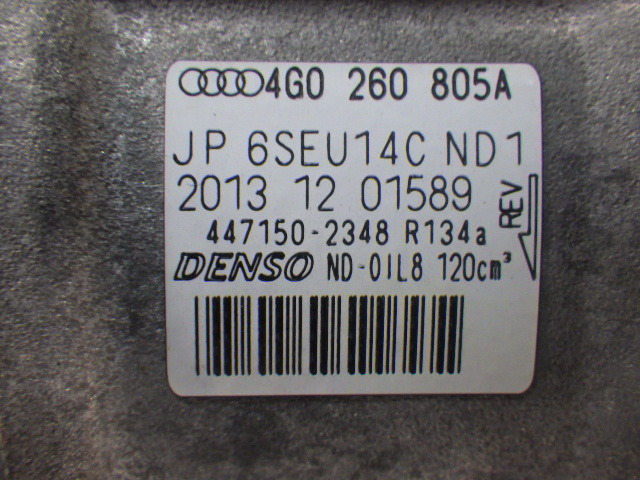 4G0 260 805A
JP 6SEU14C ND1
2013 12 01589
REV
447150-2348 R134a
DENSO ND-OIL8 120cm³